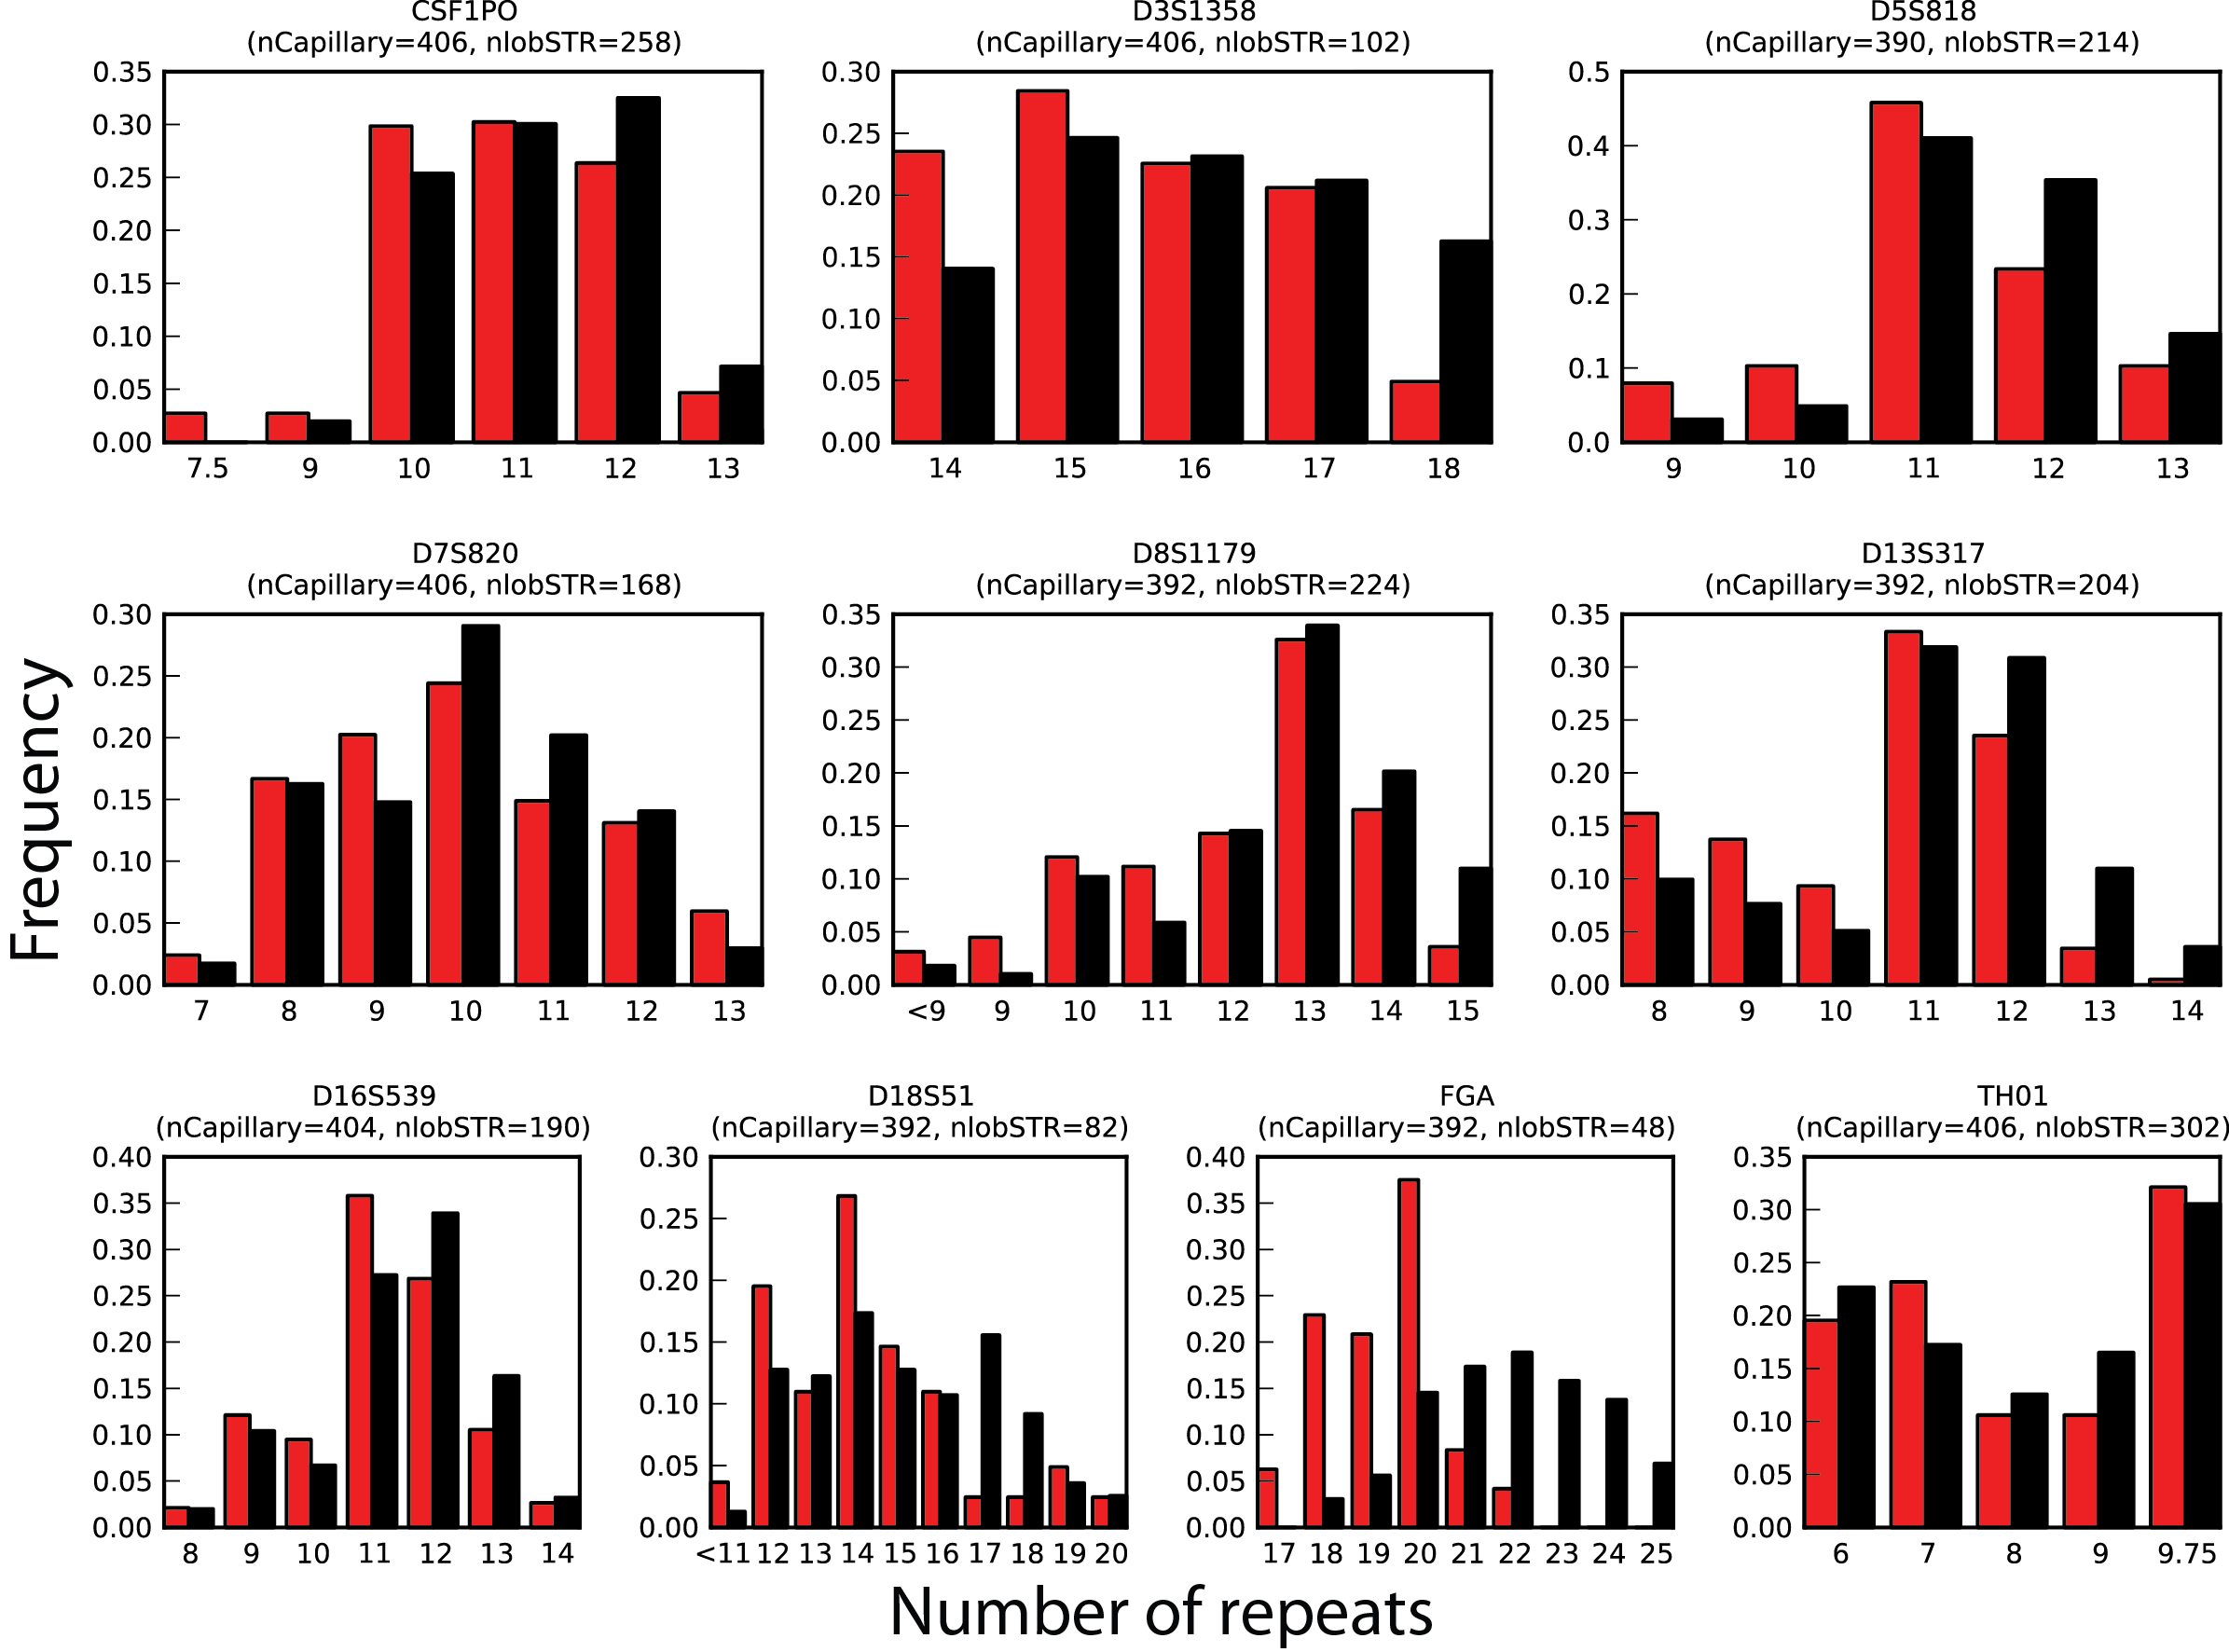 CSF1PO
(nCapillary=406, nlobSTR=258)
0.35
0.30
0.25
0.20
0.15
0.10
0.05
0.00
7.5 9 10 11 12 13
D3S1358
(nCapillary=406, nlobSTR=102)
0.30
0.25
0.20
0.15
0.10
0.05
0.00
14 15 16 17 18
D5S818
(nCapillary=390, nlobSTR=214)
0.5
0.4
0.3
0.2
0.1
0.0
9 10 11 12 13
Frequency
D7S820
(nCapillary=406, nlobSTR=168)
0.30
0.25
0.20
0.15
0.10
0.05
0.00
7 8 9 10 11 12 13
D8S1179
(nCapillary=392, nlobSTR=224)
0.35
0.30
0.25
0.20
0.15
0.10
0.05
0.00
<9 9 10 11 12 13 14 15
D13S317
(nCapillary=392, nlobSTR=204)
0.35
0.30
0.25
0.20
0.15
0.10
0.05
0.00
8 9 10 11 12 13 14
D16S539
(nCapillary=404, nlobSTR=190)
0.40
0.35
0.30
0.25
0.20
0.15
0.10
0.05
0.00
8 9 10 11 12 13 14
D18S51
(nCapillary=392, nlobSTR=82)
0.30
0.25
0.20
0.15
0.10
0.05
0.00
<11 12 13 14 15 16 17 18 19 20
FGA
(nCapillary=392, nlobSTR=48)
0.40
0.35
0.30
0.25
0.20
0.15
0.10
0.05
0.00
17 18 19 20 21 22 23 24 25
TH01
(nCapillary=406, nlobSTR=302)
0.35
0.30
0.25
0.20
0.15
0.10
0.05
0.00
6 7 8 9 9.75
Number of repeats